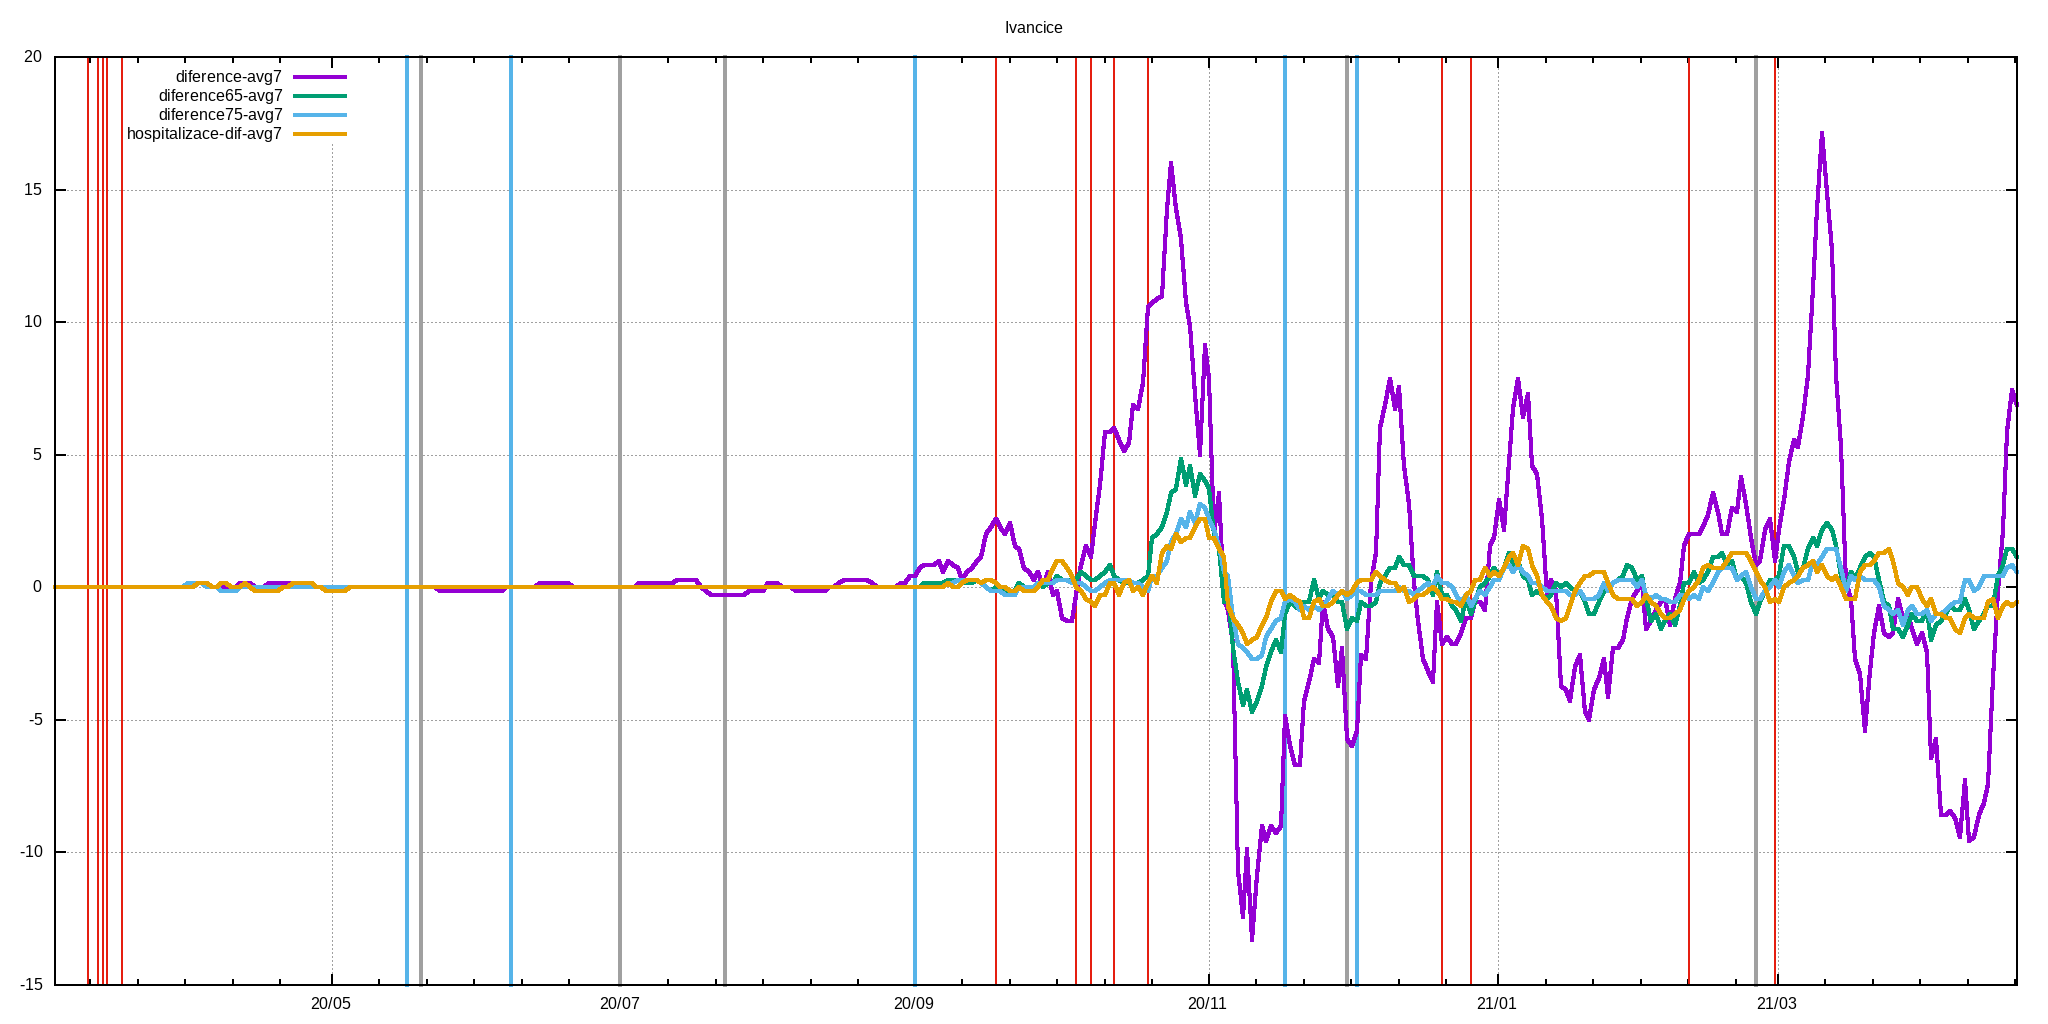 Ivancice
20
diference-avg7
diference65-avg7
diference75-avg7
hospitalizace-dif-avg7
15
10
5
0
-5
-10
-15
20/05 20/07 20/09 20/11 21/01 21/03